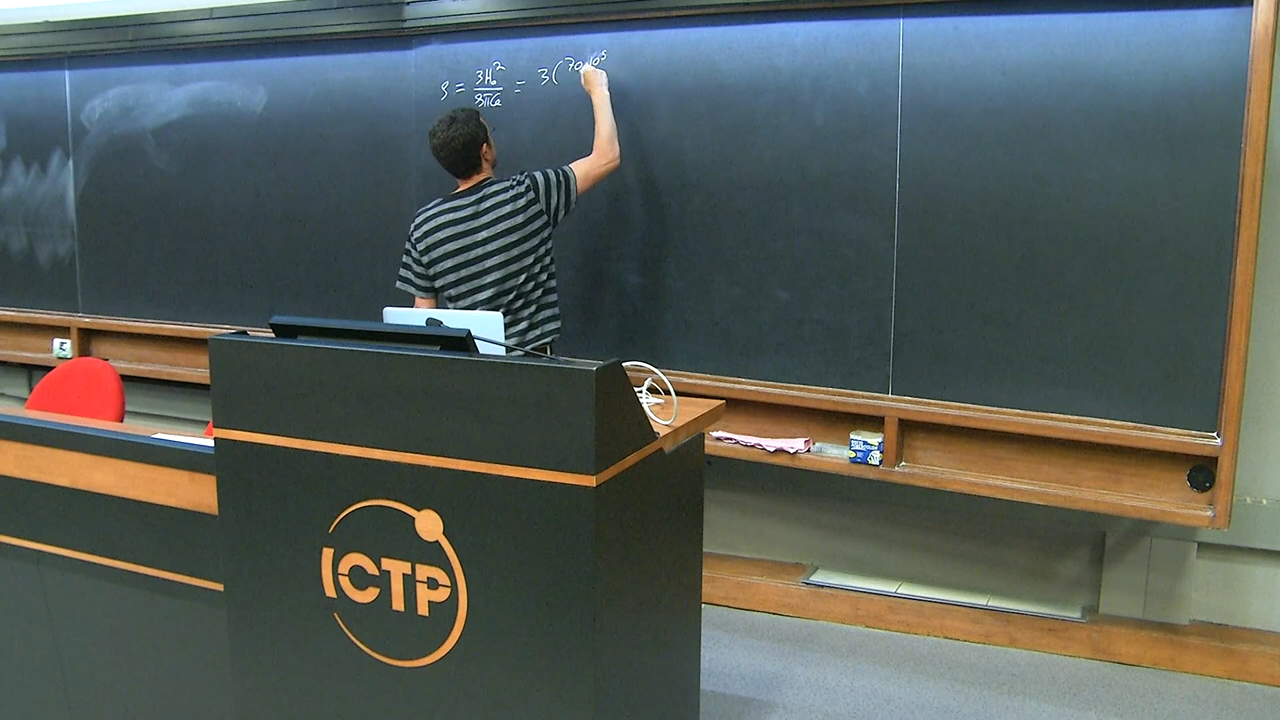 ρ = 3H₀² / 8πG = 3(70·10⁵
ICTP